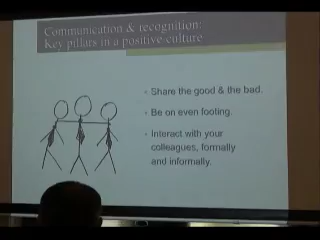 Communication & recognition:
Key pillars in a positive culture
Share the good & the bad.
Be on even footing.
Interact with your
colleagues, formally
and informally.